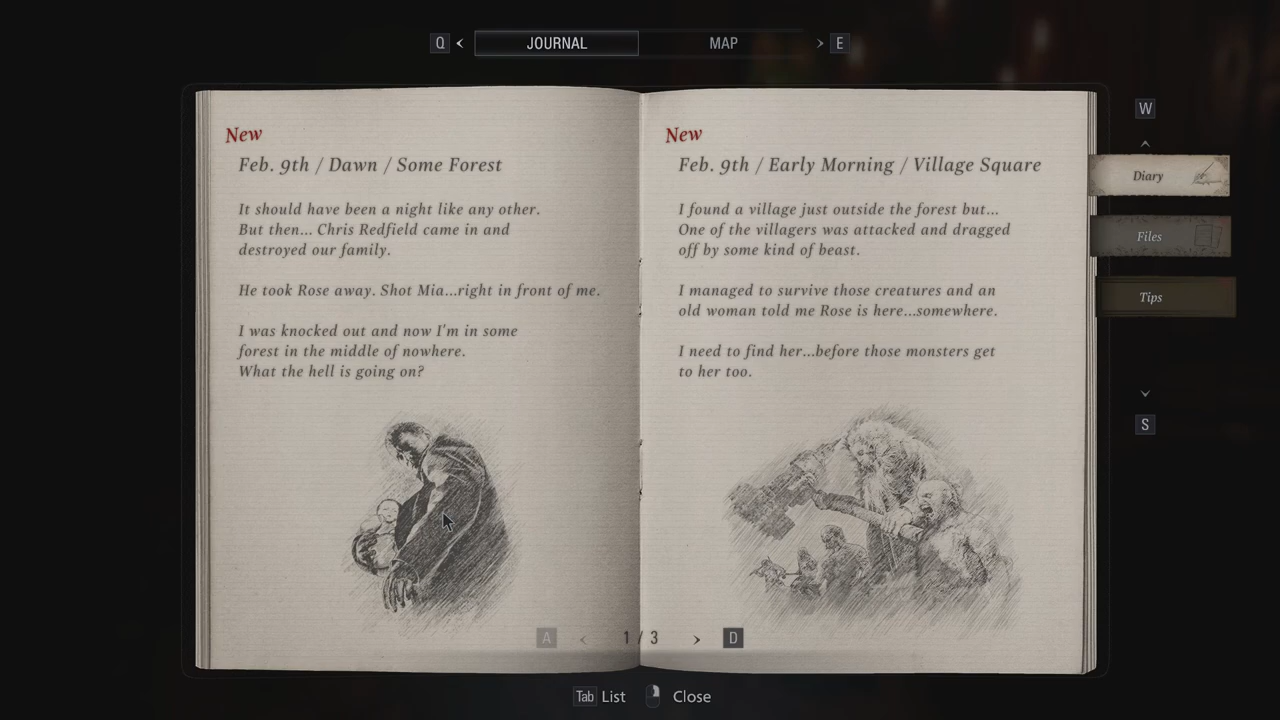 Q
JOURNAL
MAP
E
New
Feb. 9th / Dawn / Some Forest
It should have been a night like any other.
But then... Chris Redfield came in and
destroyed our family.
He took Rose away. Shot Mia...right in front of me.
I was knocked out and now I'm in some
forest in the middle of nowhere.
What the hell is going on?
New
Feb. 9th / Early Morning / Village Square
I found a village just outside the forest but...
One of the villagers was attacked and dragged
off by some kind of beast.
I managed to survive those creatures and an
old woman told me Rose is here...somewhere.
I need to find her...before those monsters get
to her too.
W
Diary
Files
Tips
S
A
1 / 3
D
Tab List
Close